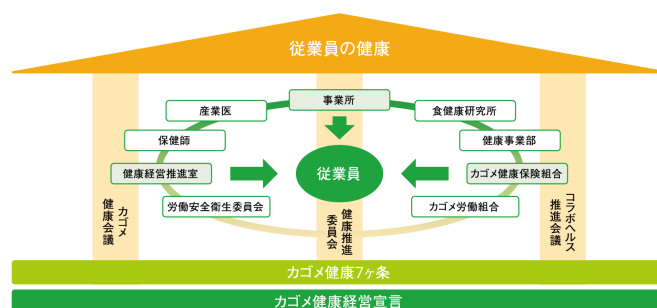 従業員の健康
事業所
産業医
食健康研究所
保健師
健康事業部
従業員
健康経営推進室
カゴメ健康保険組合
労働安全衛生委員会
カゴメ労働組合
カゴメ
健康会議
健康推進
委員会
コラボヘルス
推進会議
カゴメ健康7ヶ条
カゴメ健康経営宣言